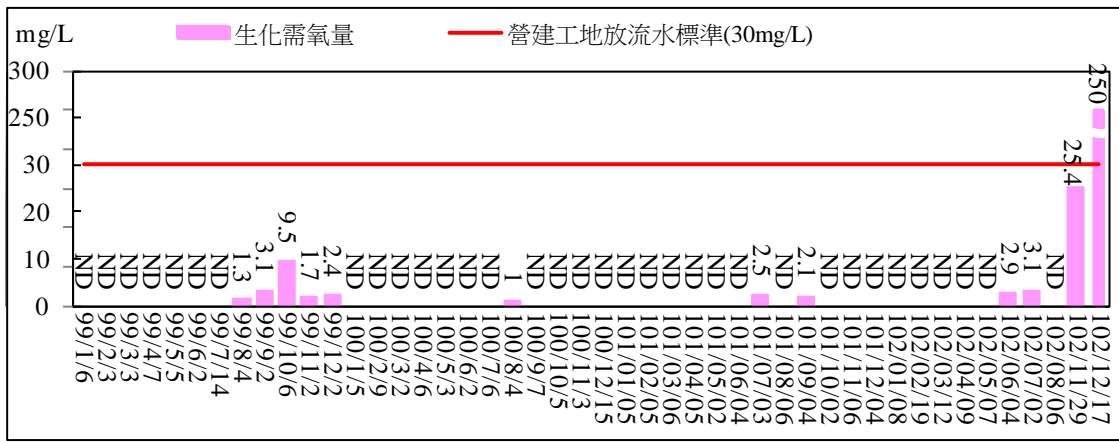 mg/L
生化需氧量
營建工地放流水標準(30mg/L)
300
250
30
20
10
0
ND
ND
ND
ND
ND
ND
ND
1.3
3.1
9.5
1.7
2.4
ND
ND
ND
ND
ND
ND
ND
1
ND
ND
ND
ND
ND
ND
ND
ND
ND
ND
2.5
ND
2.1
ND
ND
ND
ND
ND
ND
ND
ND
2.9
3.1
ND
25.4
250
99/1/6
99/2/3
99/3/3
99/4/7
99/5/5
99/6/2
99/7/14
99/8/4
99/9/2
99/10/6
99/11/2
99/12/2
100/1/5
100/2/9
100/3/2
100/4/6
100/5/3
100/6/2
100/7/6
100/8/4
100/9/7
100/10/5
100/11/3
100/12/15
101/01/05
101/02/05
101/03/06
101/04/05
101/05/02
101/06/04
101/07/03
101/08/06
101/09/04
101/10/02
101/11/06
101/12/04
102/01/08
102/02/19
102/03/12
102/04/09
102/05/07
102/06/04
102/07/02
102/08/06
102/11/29
102/12/17